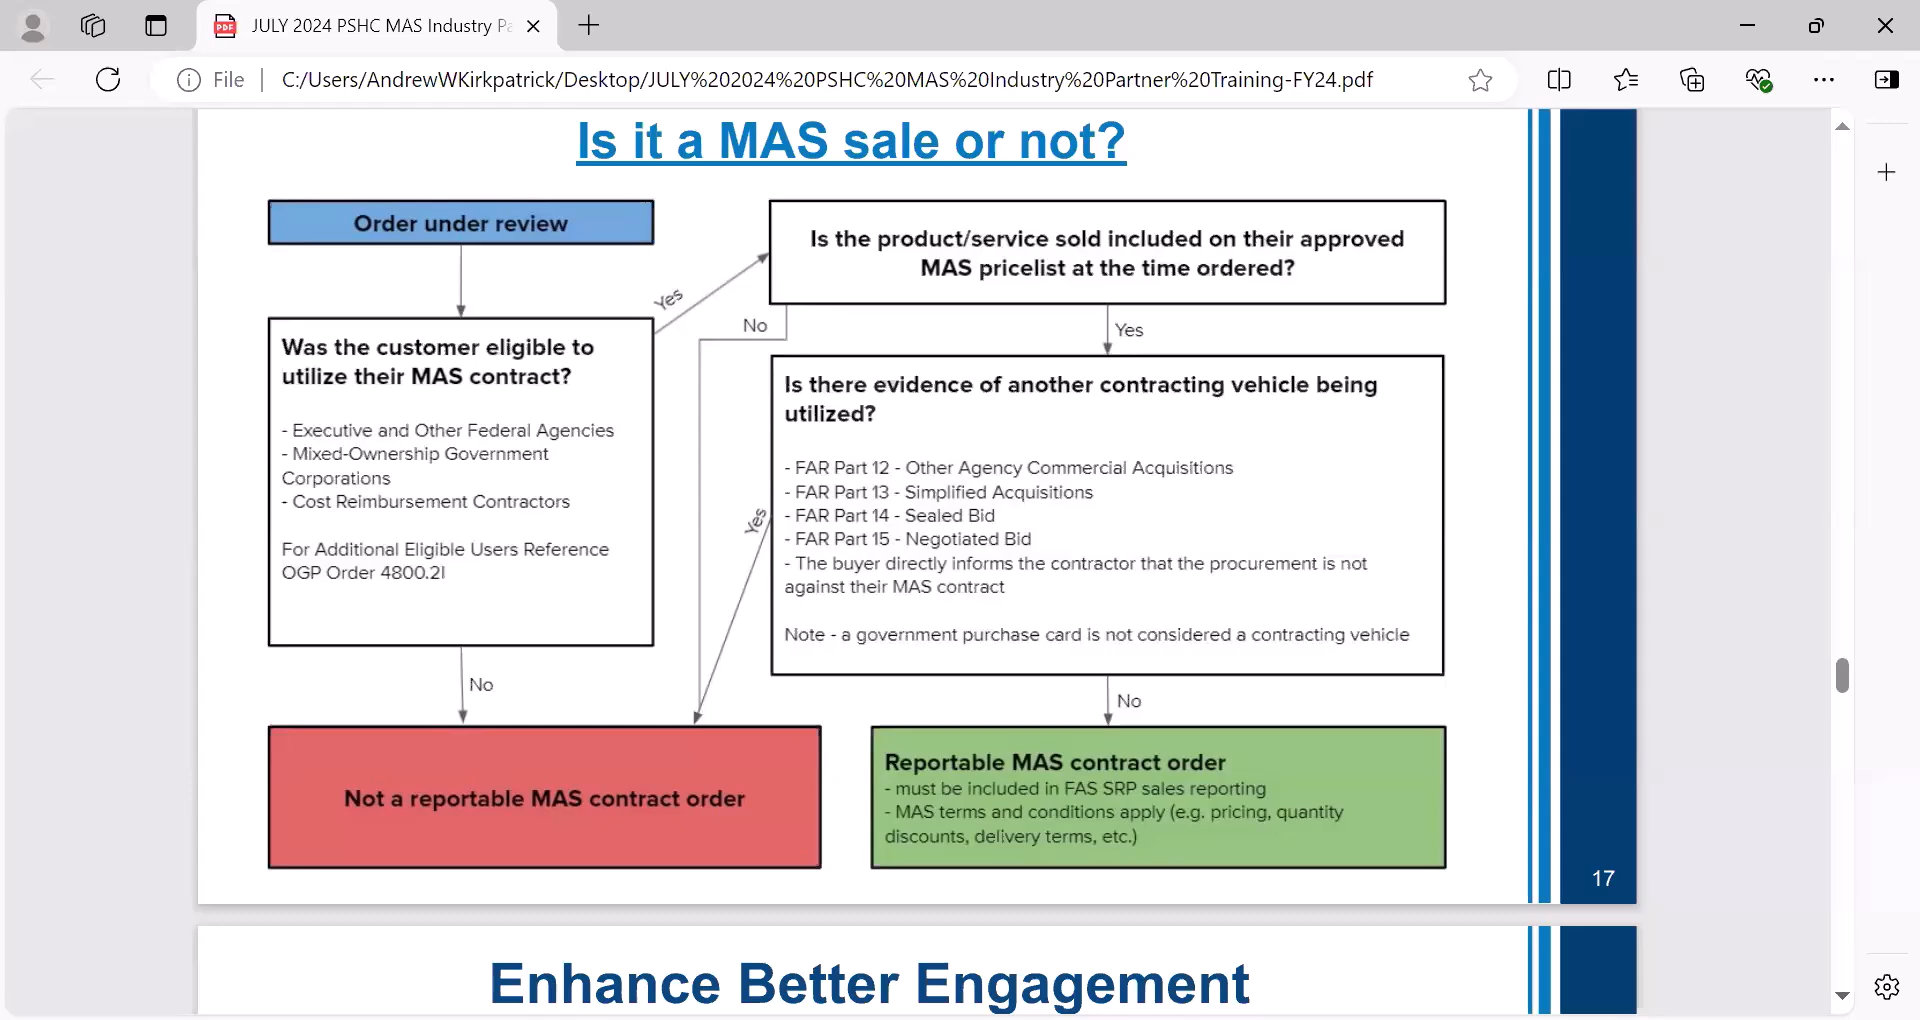 JULY 2024 PSHC MAS Industry Pa
File
C:/Users/AndrewWKirkpatrick/Desktop/JULY%202024%20PSHC%20MAS%20Industry%20Partner%20Training-FY24.pdf
Is it a MAS sale or not?
Order under review
Is the product/service sold included on their approved
MAS pricelist at the time ordered?
Yes
No
Yes
Was the customer eligible to
utilize their MAS contract?
- Executive and Other Federal Agencies
- Mixed-Ownership Government
Corporations
- Cost Reimbursement Contractors
For Additional Eligible Users Reference
OGP Order 4800.2I
Is there evidence of another contracting vehicle being
utilized?
- FAR Part 12 - Other Agency Commercial Acquisitions
- FAR Part 13 - Simplified Acquisitions
- FAR Part 14 - Sealed Bid
- FAR Part 15 - Negotiated Bid
- The buyer directly informs the contractor that the procurement is not
against their MAS contract
Note - a government purchase card is not considered a contracting vehicle
Yes
No
No
Not a reportable MAS contract order
Reportable MAS contract order
- must be included in FAS SRP sales reporting
- MAS terms and conditions apply (e.g. pricing, quantity
discounts, delivery terms, etc.)
17
Enhance Better Engagement